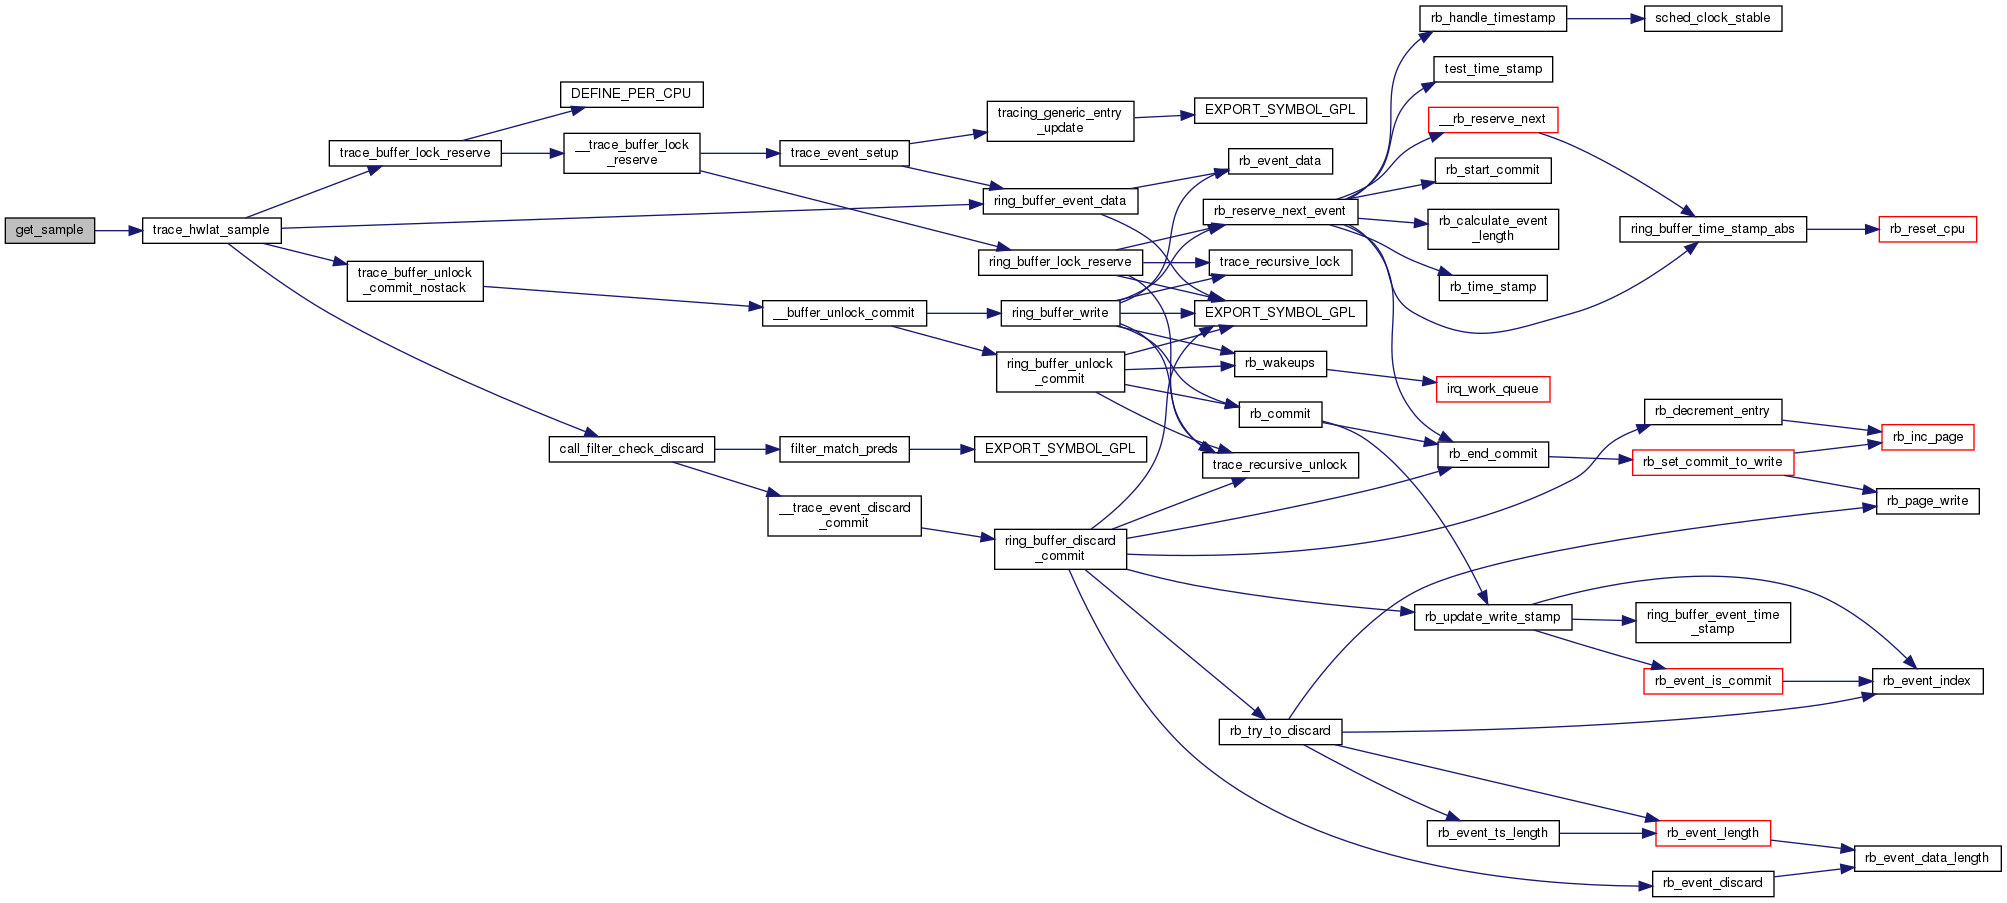 get_sample
trace_hwlat_sample
trace_buffer_lock_reserve
DEFINE_PER_CPU
__trace_buffer_lock
_reserve
trace_event_setup
tracing_generic_entry
_update
EXPORT_SYMBOL_GPL
ring_buffer_event_data
rb_event_data
ring_buffer_lock_reserve
rb_reserve_next_event
rb_handle_timestamp
sched_clock_stable
test_time_stamp
__rb_reserve_next
rb_start_commit
rb_calculate_event
_length
rb_time_stamp
ring_buffer_time_stamp_abs
rb_reset_cpu
trace_recursive_lock
EXPORT_SYMBOL_GPL
trace_buffer_unlock
_commit_nostack
__buffer_unlock_commit
ring_buffer_write
ring_buffer_unlock
_commit
rb_wakeups
irq_work_queue
rb_commit
rb_end_commit
trace_recursive_unlock
rb_decrement_entry
rb_set_commit_to_write
rb_inc_page
rb_page_write
call_filter_check_discard
filter_match_preds
EXPORT_SYMBOL_GPL
__trace_event_discard
_commit
ring_buffer_discard
_commit
rb_update_write_stamp
ring_buffer_event_time
_stamp
rb_event_is_commit
rb_event_index
rb_try_to_discard
rb_event_ts_length
rb_event_length
rb_event_discard
rb_event_data_length